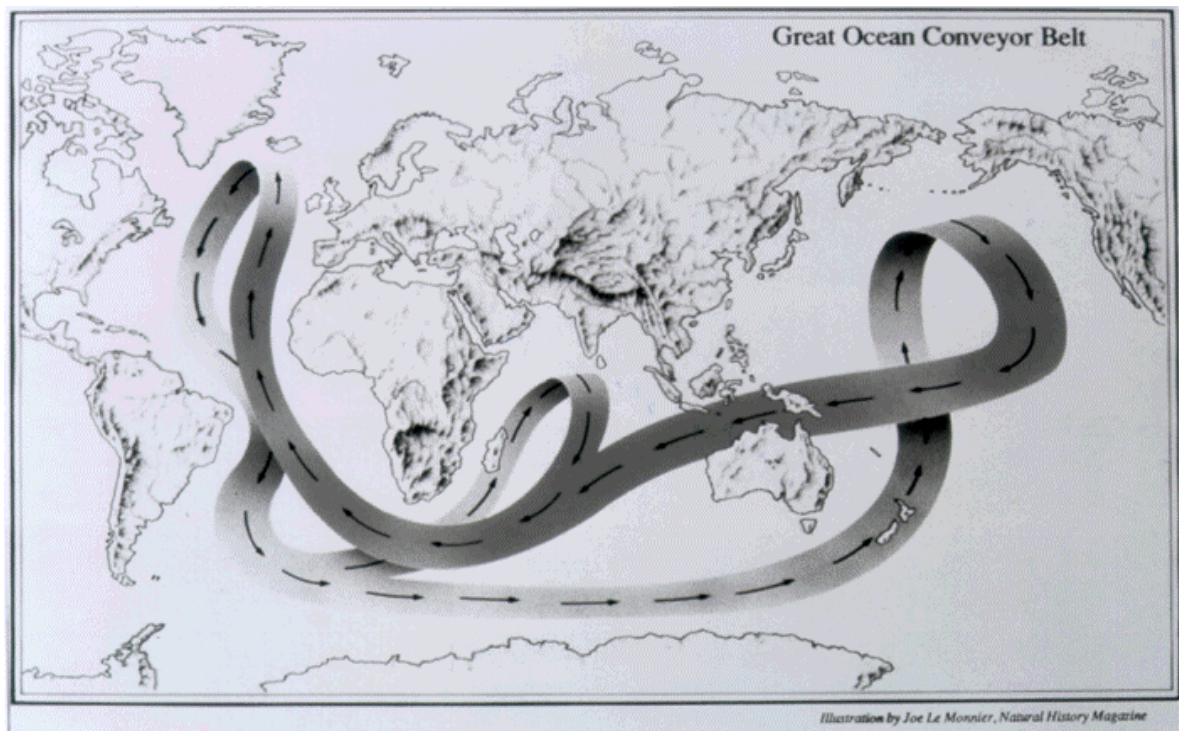 Great Ocean Conveyor Belt
Illustration by Joe Le Monnier, Natural History Magazine